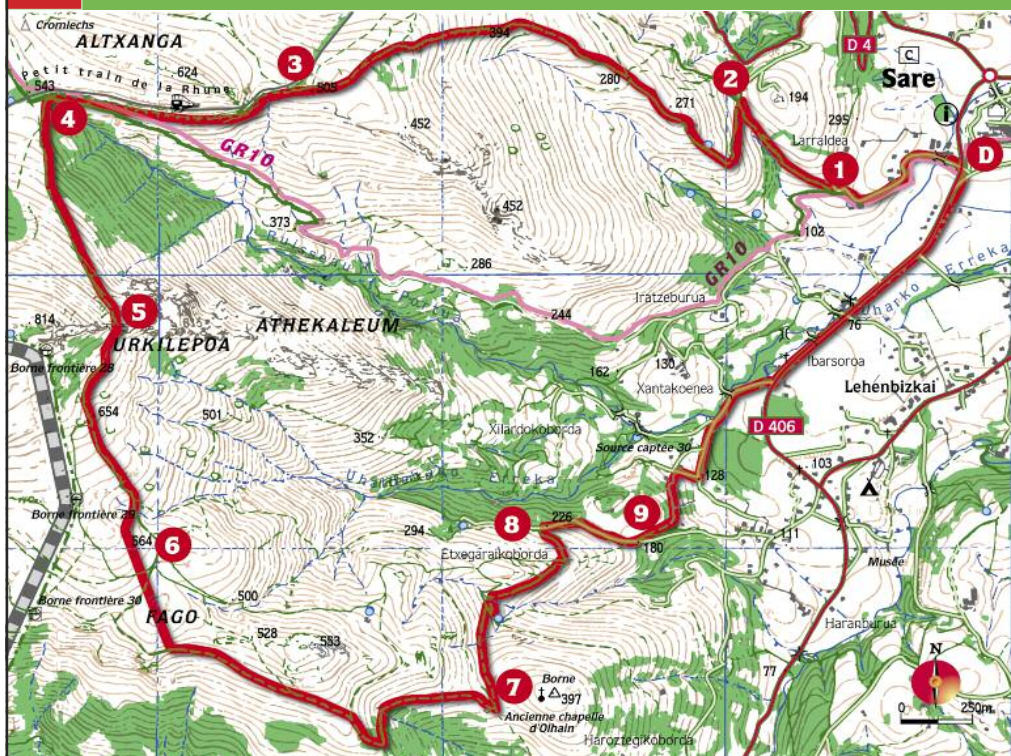 Cromlechs
ALTXANGA
394
D 4
C
Sare
3
624
petit train de la Rhune
543
505
280
2
194
i
271
295
4
452
Larraldea
D
GR10
1
452
373
102
286
GR10
Erreka
Iratzeburua
Uharko
5
244
76
814
ATHEKALEUM
URKILEPOA
130
Ibarsoroa
Borne frontière 28
162
Xantakoenea
Lehenbizkai
654
501
Xilardokoborda
D 406
352
Source captée 30
103
128
Erreka
Borne frontière 29
8
226
9
294
564
6
Etxegaraikoborda
180
111
Musée
Borne frontière 30
500
FAGO
528
553
Haranburua
N
7
Borne
397
77
Ancienne chapelle
d'Olhain
0
250m
Haroztegikoborda